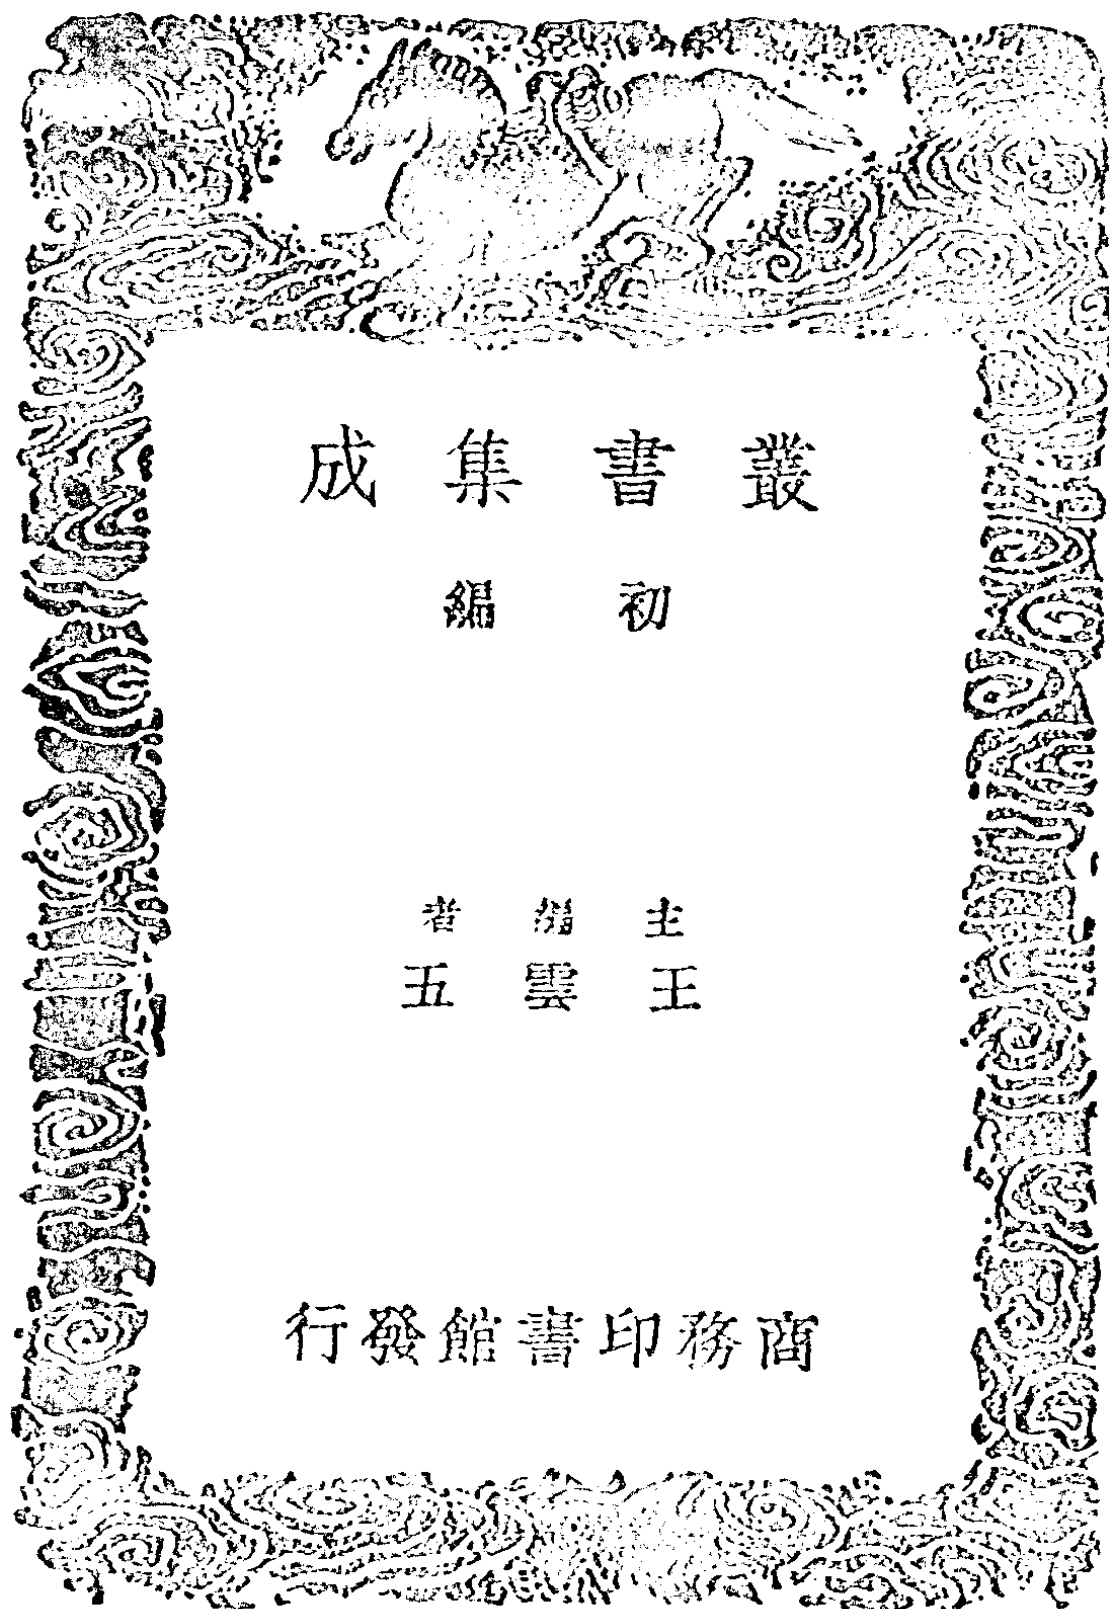 叢書集成
初編
主編者
王雲五
商務印書館發行